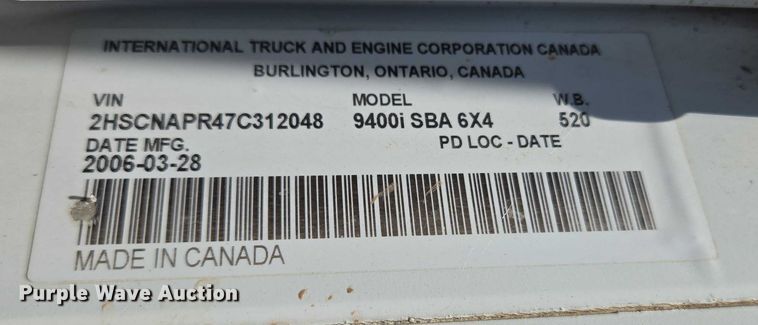 INTERNATIONAL TRUCK AND ENGINE CORPORATION CANADA
BURLINGTON, ONTARIO, CANADA
VIN MODEL W.B.
2HSCNAPR47C312048 9400i SBA 6X4 520
DATE MFG. PD LOC - DATE
2006-03-28
MADE IN CANADA
Purple Wave Auction